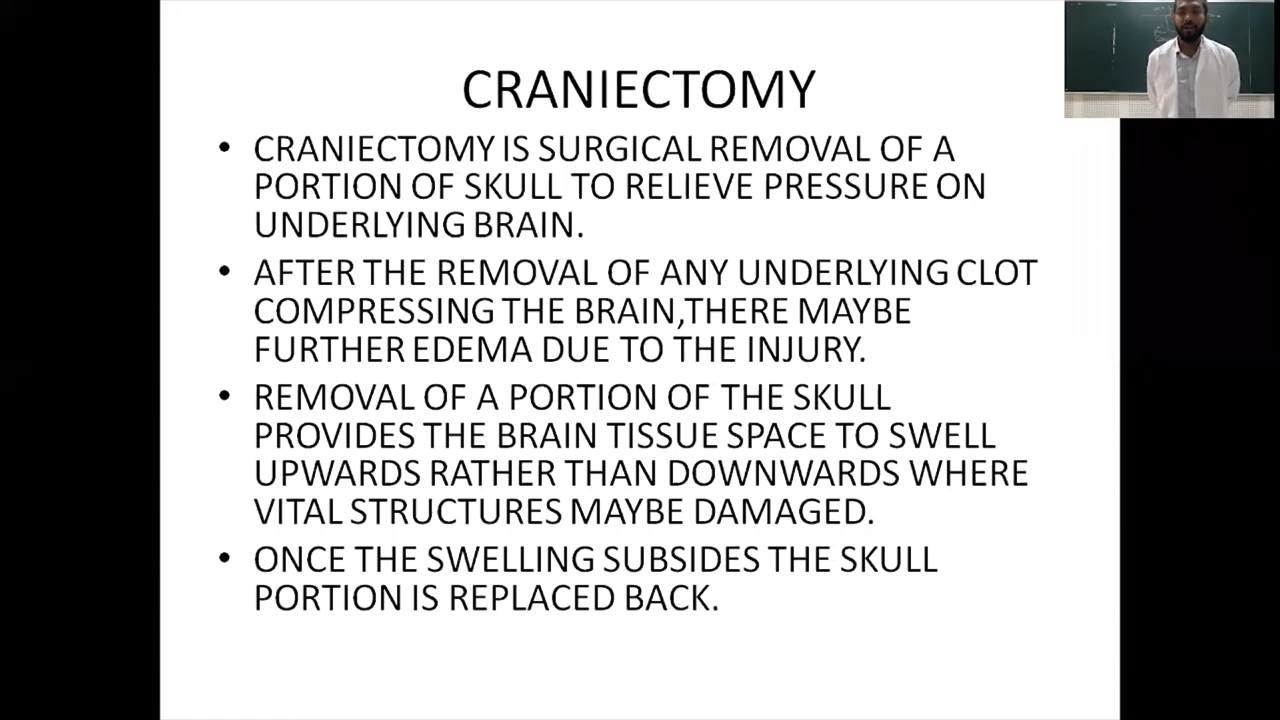 CRANIECTOMY
• CRANIECTOMY IS SURGICAL REMOVAL OF A
PORTION OF SKULL TO RELIEVE PRESSURE ON
UNDERLYING BRAIN.
• AFTER THE REMOVAL OF ANY UNDERLYING CLOT
COMPRESSING THE BRAIN,THERE MAYBE
FURTHER EDEMA DUE TO THE INJURY.
• REMOVAL OF A PORTION OF THE SKULL
PROVIDES THE BRAIN TISSUE SPACE TO SWELL
UPWARDS RATHER THAN DOWNWARDS WHERE
VITAL STRUCTURES MAYBE DAMAGED.
• ONCE THE SWELLING SUBSIDES THE SKULL
PORTION IS REPLACED BACK.